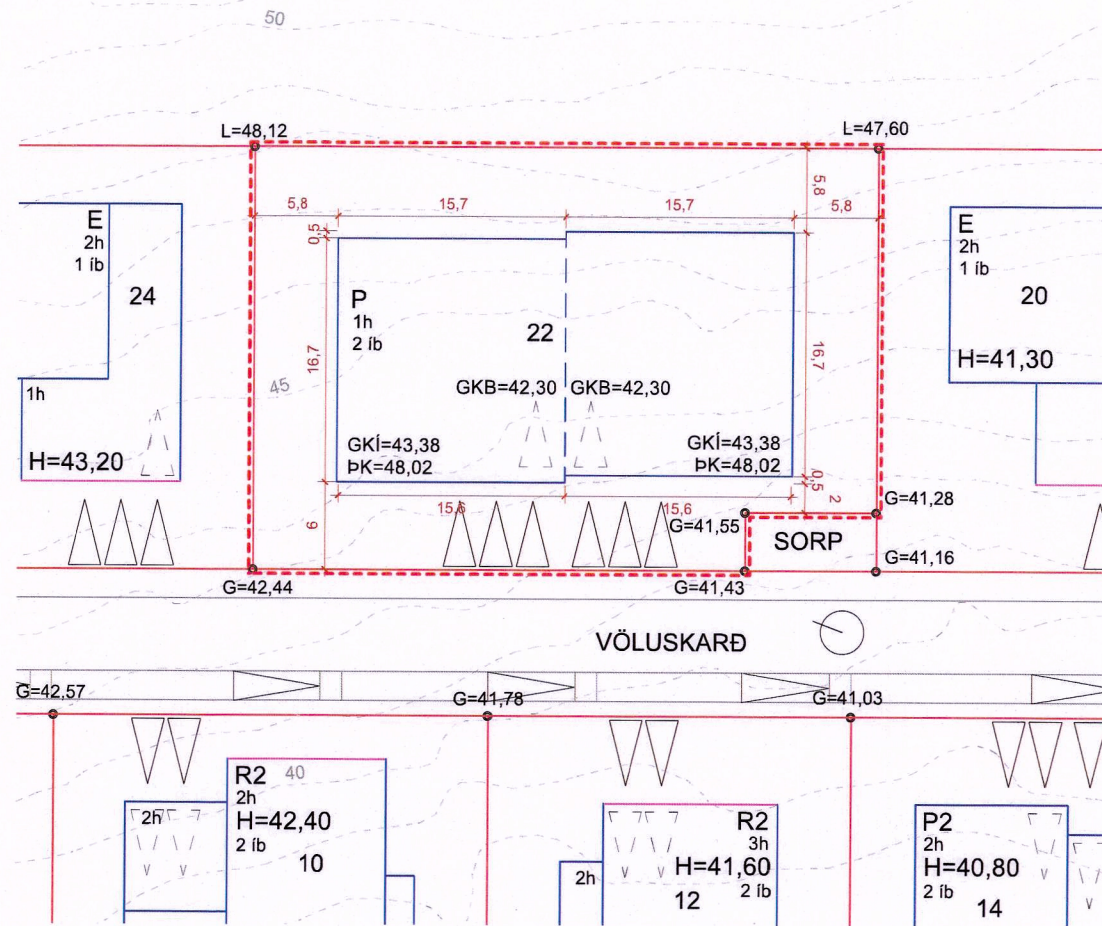 50
L=48,12
L=47,60
5,8
5,8
15,7
15,7
5,8
0,5
E
2h
1 íb
24
P
1h
2 íb
22
E
2h
1 íb
20
16,7
16,7
H=41,30
45
GKB=42,30
GKB=42,30
1h
H=43,20
GKÍ=43,38
ÞK=48,02
GKÍ=43,38
ÞK=48,02
0,5
2
G=41,28
15,6
15,6
6
G=41,55
SORP
G=41,16
G=42,44
G=41,43
VÖLUSKARÐ
G=42,57
G=41,78
G=41,03
R2
40
2h
H=42,40
2 íb
10
2h
R2
3h
H=41,60
2 íb
12
2h
P2
2h
H=40,80
2 íb
14